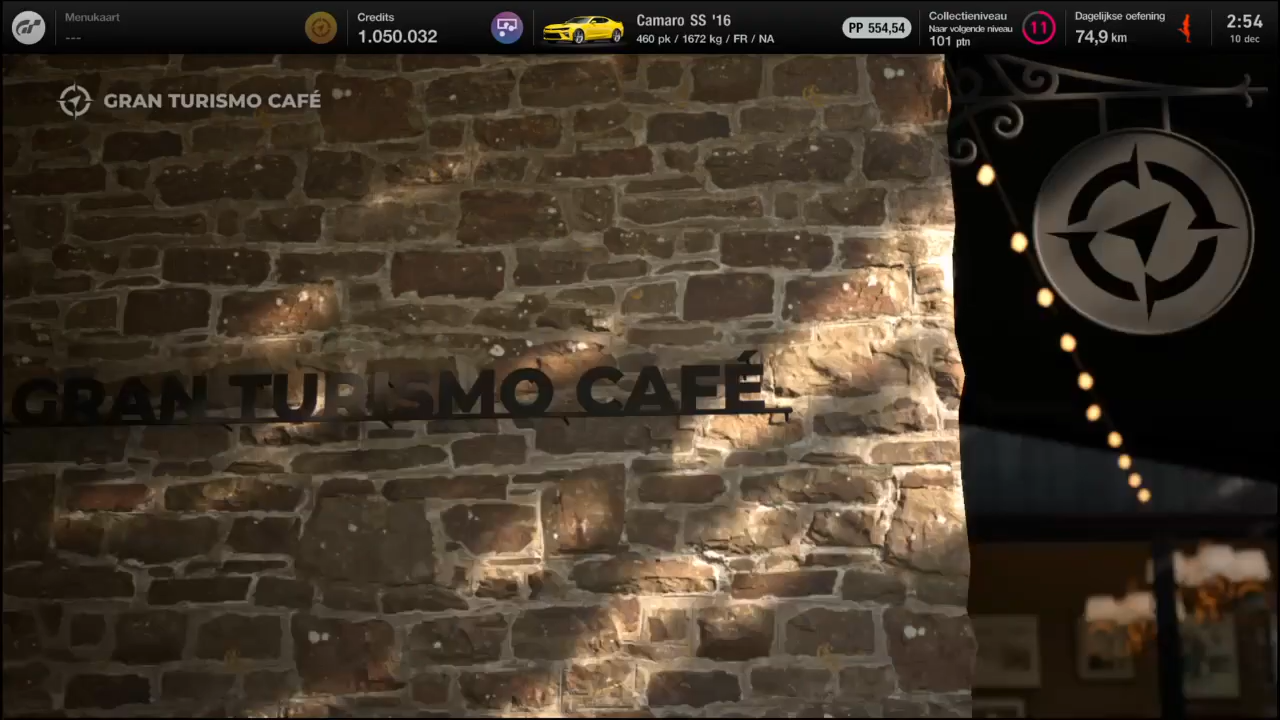 Menukaart
---
Credits
1.050.032
Camaro SS '16
460 pk / 1672 kg / FR / NA
PP 554,54
Collectieniveau
Naar volgende niveau
101 ptn
11
Dagelijkse oefening
74,9 km
2:54
10 dec
GRAN TURISMO CAFÉ
GRAN TURISMO CAFÉ